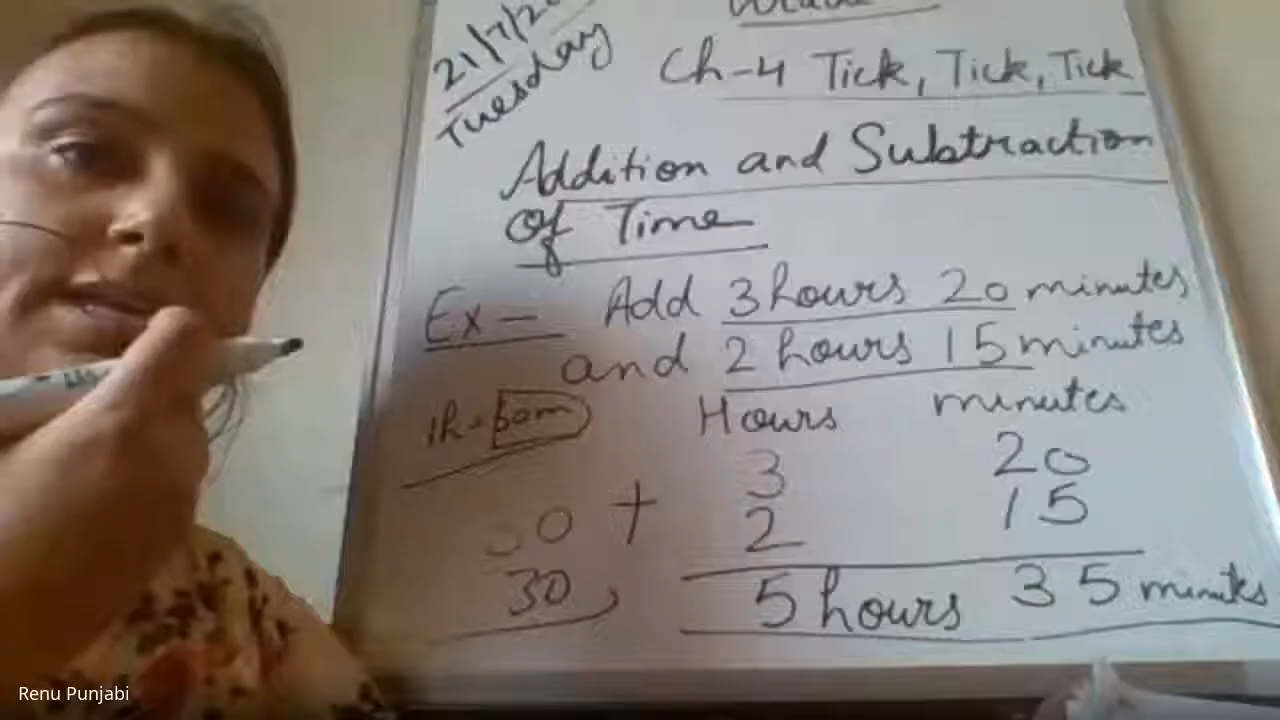 21/7/20
Tuesday
Ch-4 Tick, Tick, Tick
Addition and Subtraction
of Time
Ex- Add 3 hours 20 minutes
and 2 hours 15 minutes
1h-60m Hours minutes
3 20
30 + 2 15
30, 5 hours 35 minutes
Renu Punjabi